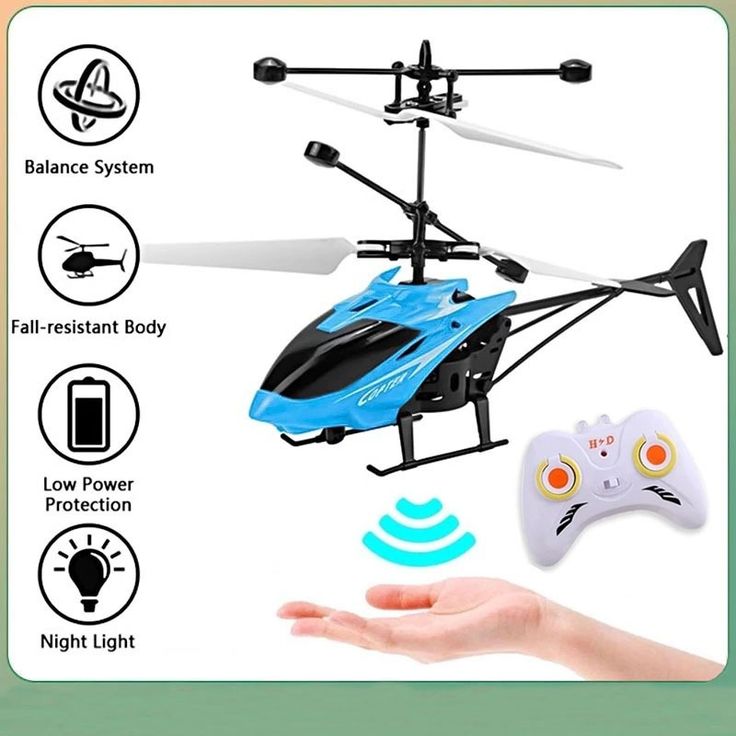 Balance System
Fall-resistant Body
Low Power
Protection
Night Light
COPTER